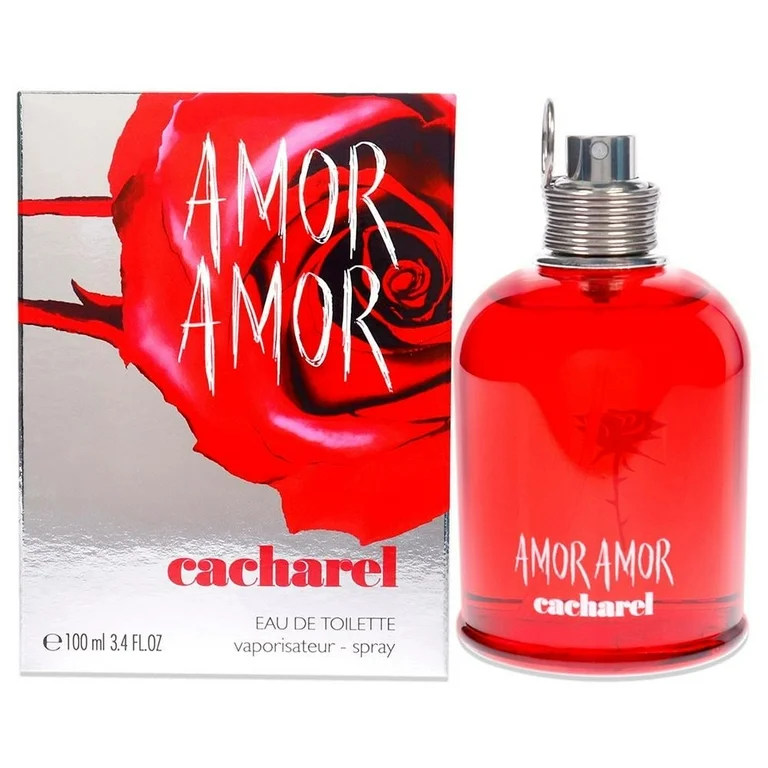 AMOR
AMOR
cacharel
EAU DE TOILETTE
℮100 ml 3.4 FL.OZ
vaporisateur - spray
AMOR AMOR
cacharel